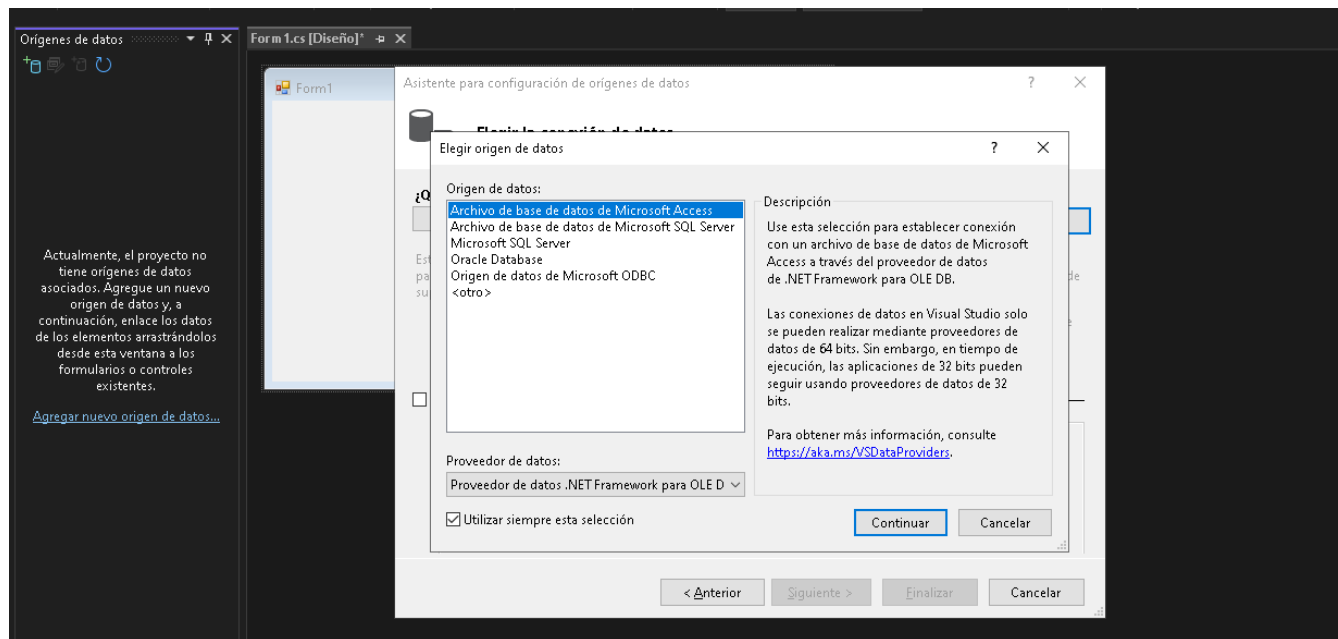 Orígenes de datos
Form1.cs [Diseño]*
Form1
Actualmente, el proyecto no
tiene orígenes de datos
asociados. Agregue un nuevo
origen de datos y, a
continuación, enlace los datos
de los elementos arrastrándolos
desde esta ventana a los
formularios o controles
existentes.
Agregar nuevo origen de datos...
Asistente para configuración de orígenes de datos
?
Elegir la conexión de datos
¿Q
Est
pa
su
de
Elegir origen de datos
?
Origen de datos:
Archivo de base de datos de Microsoft Access
Archivo de base de datos de Microsoft SQL Server
Microsoft SQL Server
Oracle Database
Origen de datos de Microsoft ODBC
<otro>
Proveedor de datos:
Proveedor de datos .NET Framework para OLE D
Utilizar siempre esta selección
Descripción
Use esta selección para establecer conexión
con un archivo de base de datos de Microsoft
Access a través del proveedor de datos
de .NET Framework para OLE DB.
Las conexiones de datos en Visual Studio solo
se pueden realizar mediante proveedores de
datos de 64 bits. Sin embargo, en tiempo de
ejecución, las aplicaciones de 32 bits pueden
seguir usando proveedores de datos de 32
bits.
Para obtener más información, consulte
https://aka.ms/VSDataProviders.
Continuar
Cancelar
< Anterior
Siguiente >
Finalizar
Cancelar